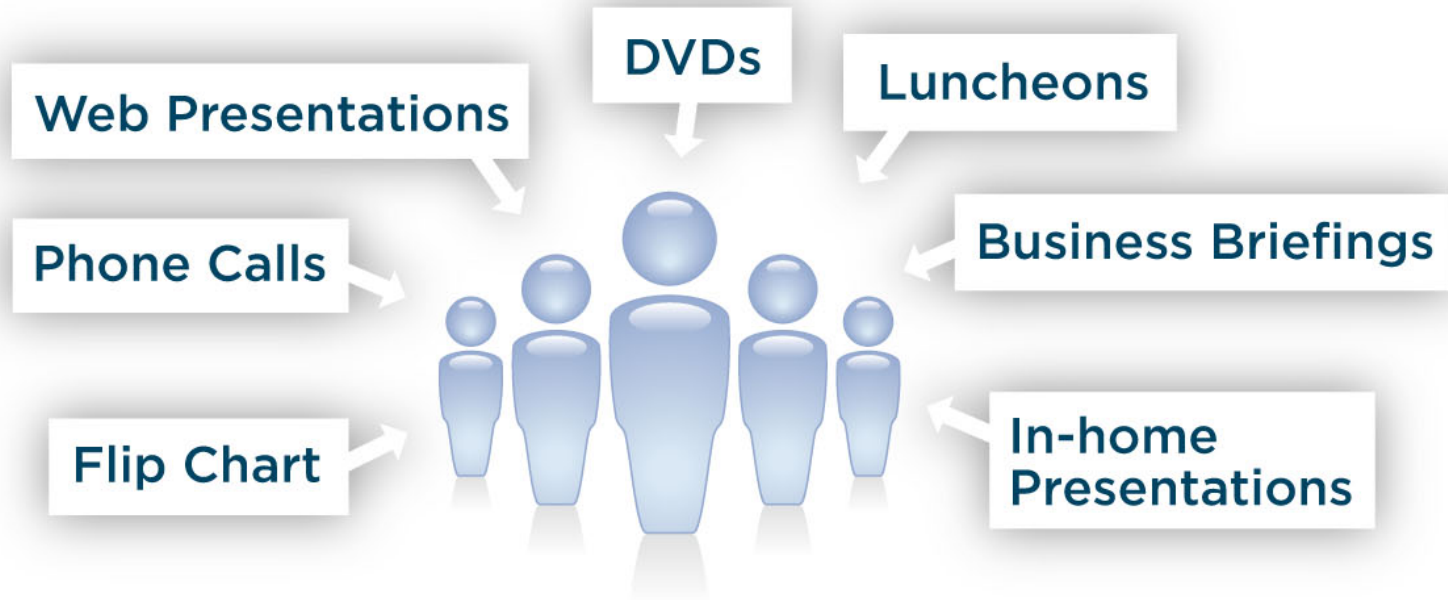 DVDs
Luncheons
Web Presentations
Business Briefings
Phone Calls
In-home
Presentations
Flip Chart